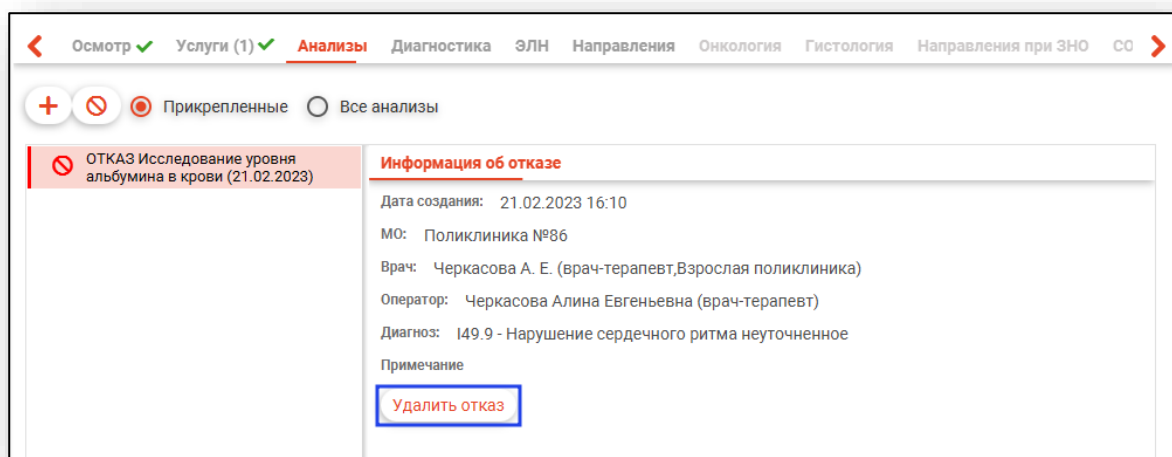 Осмотр Услуги (1) Анализы Диагностика ЭЛН Направления Онкология Гистология Направления при ЗНО СО
Прикрепленные Все анализы
ОТКАЗ Исследование уровня
альбумина в крови (21.02.2023)
Информация об отказе
Дата создания: 21.02.2023 16:10
МО: Поликлиника №86
Врач: Черкасова А. Е. (врач-терапевт,Взрослая поликлиника)
Оператор: Черкасова Алина Евгеньевна (врач-терапевт)
Диагноз: I49.9 - Нарушение сердечного ритма неуточненное
Примечание
Удалить отказ